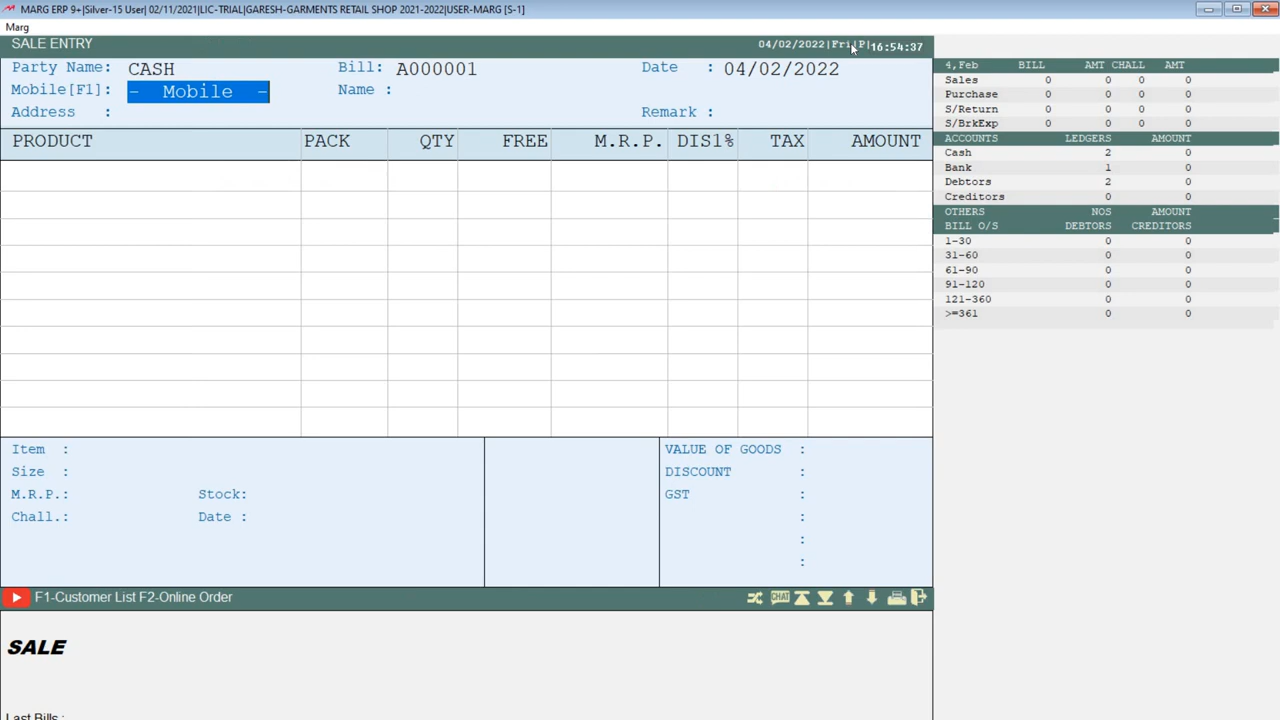 MARG ERP 9+|Silver-15 User| 02/11/2021|LIC-TRIAL|GARESH-GARMENTS RETAIL SHOP 2021-2022|USER-MARG [S-1]
Marg
SALE ENTRY 04/02/2022|Fri|P|16:54:37
Party Name: CASH Bill: A000001 Date : 04/02/2022
Mobile[F1]: - Mobile - Name :
Address : Remark :
PRODUCT PACK QTY FREE M.R.P. DIS1% TAX AMOUNT
Item :
Size :
M.R.P.: Stock:
Chall.: Date :
VALUE OF GOODS :
DISCOUNT :
GST :
:
:
:
F1-Customer List F2-Online Order CHAT
SALE
Last Bills :
4,Feb BILL AMT CHALL AMT
Sales 0 0 0 0
Purchase 0 0 0 0
S/Return 0 0 0 0
S/BrkExp 0 0 0 0
ACCOUNTS LEDGERS AMOUNT
Cash 2 0
Bank 1 0
Debtors 2 0
Creditors 0 0
OTHERS NOS AMOUNT
BILL O/S DEBTORS CREDITORS
1-30 0 0
31-60 0 0
61-90 0 0
91-120 0 0
121-360 0 0
>=361 0 0